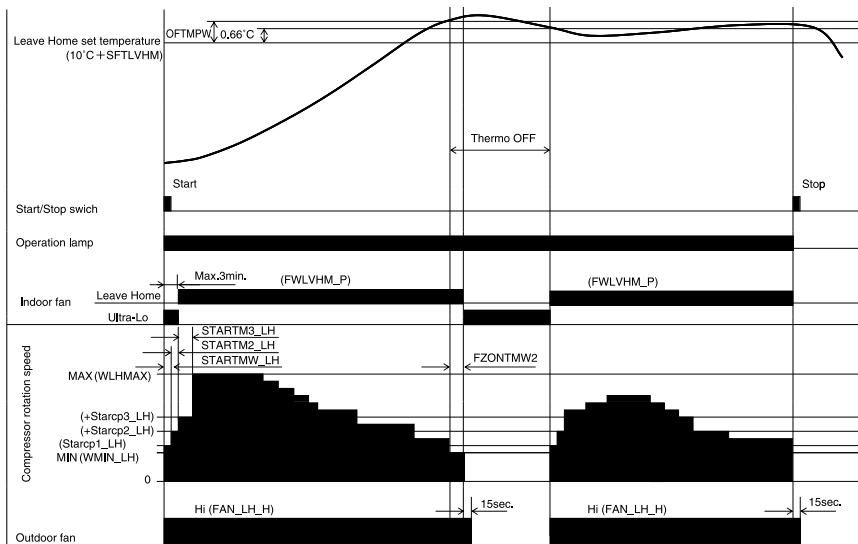 OFTMPW
0.66°C
Leave Home set temperature
(10°C+SFTLVHM)
Thermo OFF
Start
Stop
Start/Stop swich
Operation lamp
Max.3min.
(FWLVHM_P)
(FWLVHM_P)
Indoor fan
Leave Home
Ultra-Lo
STARTM3_LH
STARTM2_LH
STARTMW_LH
FZONTMW2
Compressor rotation speed
MAX (WLHMAX)
(+Starcp3_LH)
(+Starcp2_LH)
(Starcp1_LH)
MIN (WMIN_LH)
0
Hi (FAN_LH_H)
15sec.
Hi (FAN_LH_H)
15sec.
Outdoor fan